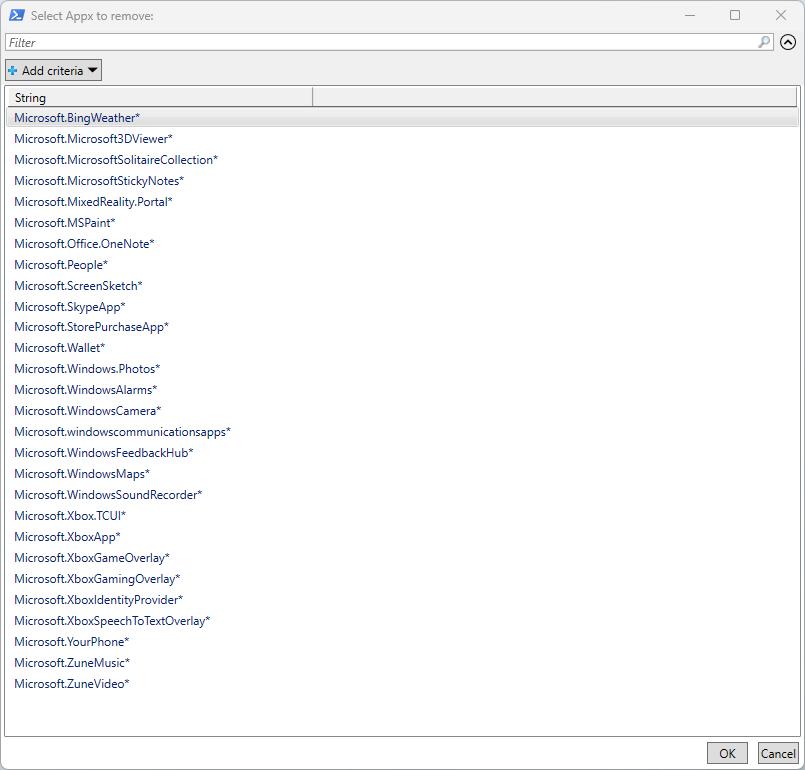 Select Appx to remove:
Filter
Add criteria
String
Microsoft.BingWeather*
Microsoft.Microsoft3DViewer*
Microsoft.MicrosoftSolitaireCollection*
Microsoft.MicrosoftStickyNotes*
Microsoft.MixedReality.Portal*
Microsoft.MSPaint*
Microsoft.Office.OneNote*
Microsoft.People*
Microsoft.ScreenSketch*
Microsoft.SkypeApp*
Microsoft.StorePurchaseApp*
Microsoft.Wallet*
Microsoft.Windows.Photos*
Microsoft.WindowsAlarms*
Microsoft.WindowsCamera*
Microsoft.windowscommunicationsapps*
Microsoft.WindowsFeedbackHub*
Microsoft.WindowsMaps*
Microsoft.WindowsSoundRecorder*
Microsoft.Xbox.TCUI*
Microsoft.XboxApp*
Microsoft.XboxGameOverlay*
Microsoft.XboxGamingOverlay*
Microsoft.XboxIdentityProvider*
Microsoft.XboxSpeechToTextOverlay*
Microsoft.YourPhone*
Microsoft.ZuneMusic*
Microsoft.ZuneVideo*
OK Cancel